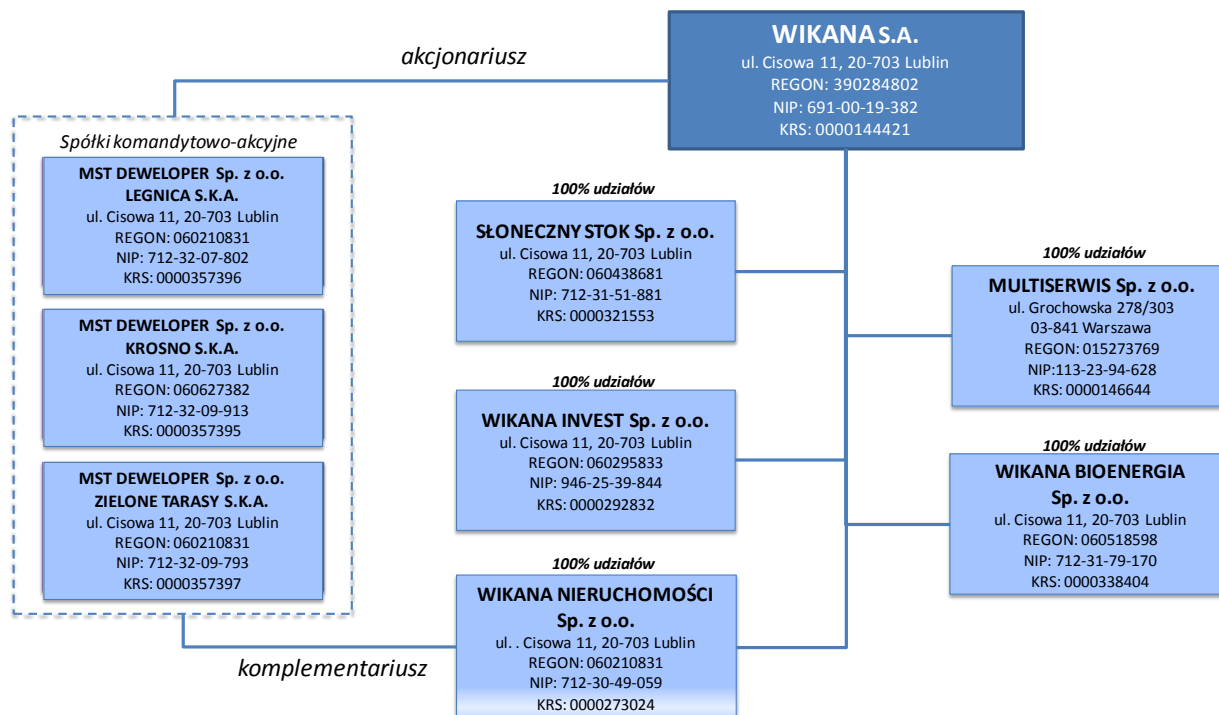 WIKANA S.A.
ul. Cisowa 11, 20-703 Lublin
REGON: 390284802
NIP: 691-00-19-382
KRS: 0000144421
akcjonariusz
Spółki komandytowo-akcyjne
MST DEWELOPER Sp. z o.o.
LEGNICA S.K.A.
ul. Cisowa 11, 20-703 Lublin
REGON: 060210831
NIP: 712-32-07-802
KRS: 0000357396
MST DEWELOPER Sp. z o.o.
KROSNO S.K.A.
ul. Cisowa 11, 20-703 Lublin
REGON: 060627382
NIP: 712-32-09-913
KRS: 0000357395
MST DEWELOPER Sp. z o.o.
ZIELONE TARASY S.K.A.
ul. Cisowa 11, 20-703 Lublin
REGON: 060210831
NIP: 712-32-09-793
KRS: 0000357397
komplementariusz
100% udziałów
SŁONECZNY STOK Sp. z o.o.
ul. Cisowa 11, 20-703 Lublin
REGON: 060438681
NIP: 712-31-51-881
KRS: 0000321553
100% udziałów
WIKANA INVEST Sp. z o.o.
ul. Cisowa 11, 20-703 Lublin
REGON: 060295833
NIP: 946-25-39-844
KRS: 0000292832
100% udziałów
WIKANA NIERUCHOMOŚCI
Sp. z o.o.
ul. . Cisowa 11, 20-703 Lublin
REGON: 060210831
NIP: 712-30-49-059
KRS: 0000273024
100% udziałów
MULTISERWIS Sp. z o.o.
ul. Grochowska 278/303
03-841 Warszawa
REGON: 015273769
NIP:113-23-94-628
KRS: 0000146644
100% udziałów
WIKANA BIOENERGIA
Sp. z o.o.
ul. Cisowa 11, 20-703 Lublin
REGON: 060518598
NIP: 712-31-79-170
KRS: 0000338404